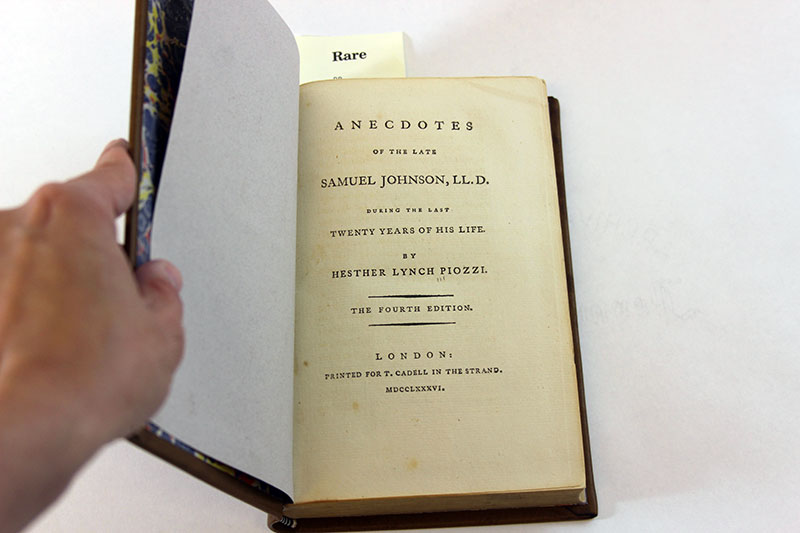 Rare
ANECDOTES
OF THE LATE
SAMUEL JOHNSON, LL.D.
DURING THE LAST
TWENTY YEARS OF HIS LIFE.
BY
HESTHER LYNCH PIOZZI.
THE FOURTH EDITION.
LONDON:
PRINTED FOR T. CADELL IN THE STRAND.
MDCCLXXXVI.